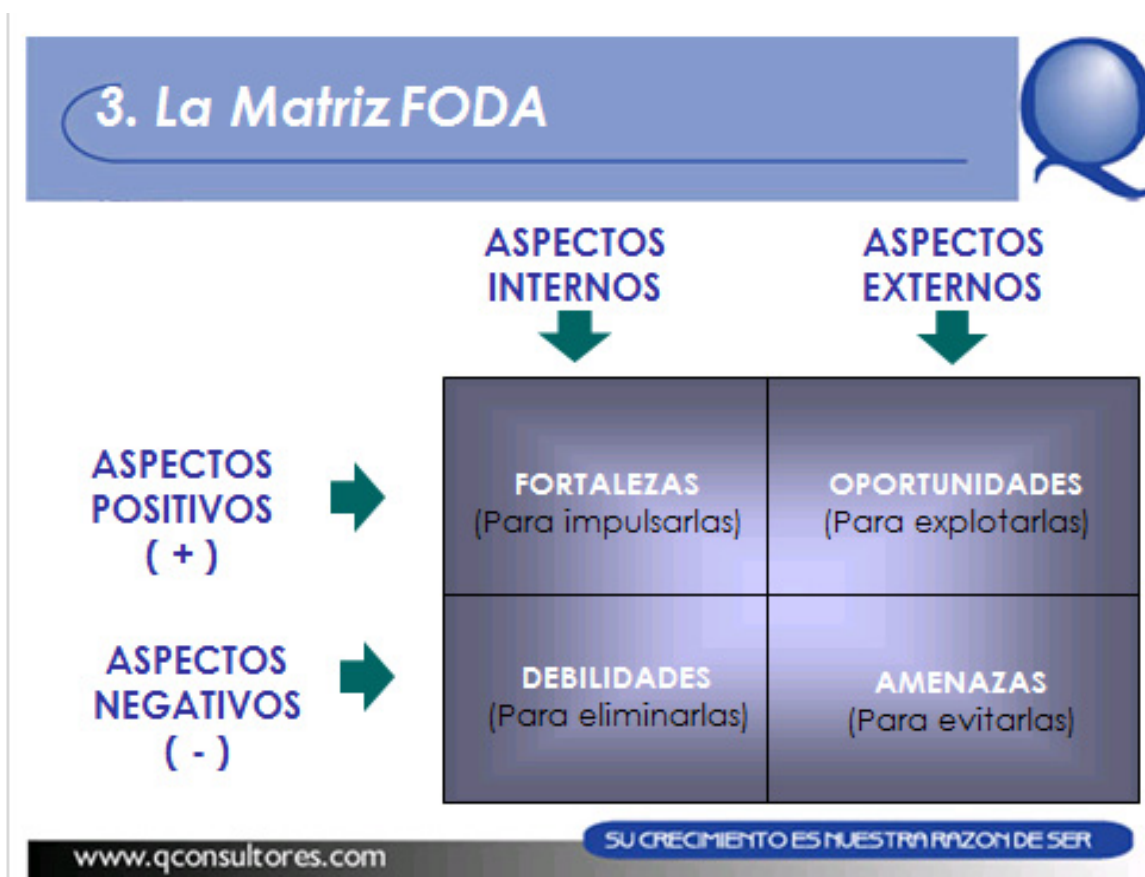 3. La Matriz FODA
ASPECTOS
INTERNOS
ASPECTOS
EXTERNOS
ASPECTOS
POSITIVOS
( + )
FORTALEZAS
(Para impulsarlas)
OPORTUNIDADES
(Para explotarlas)
ASPECTOS
NEGATIVOS
( - )
DEBILIDADES
(Para eliminarlas)
AMENAZAS
(Para evitarlas)
www.qconsultores.com
SU CRECIMIENTO ES NUESTRA RAZON DE SER
Q